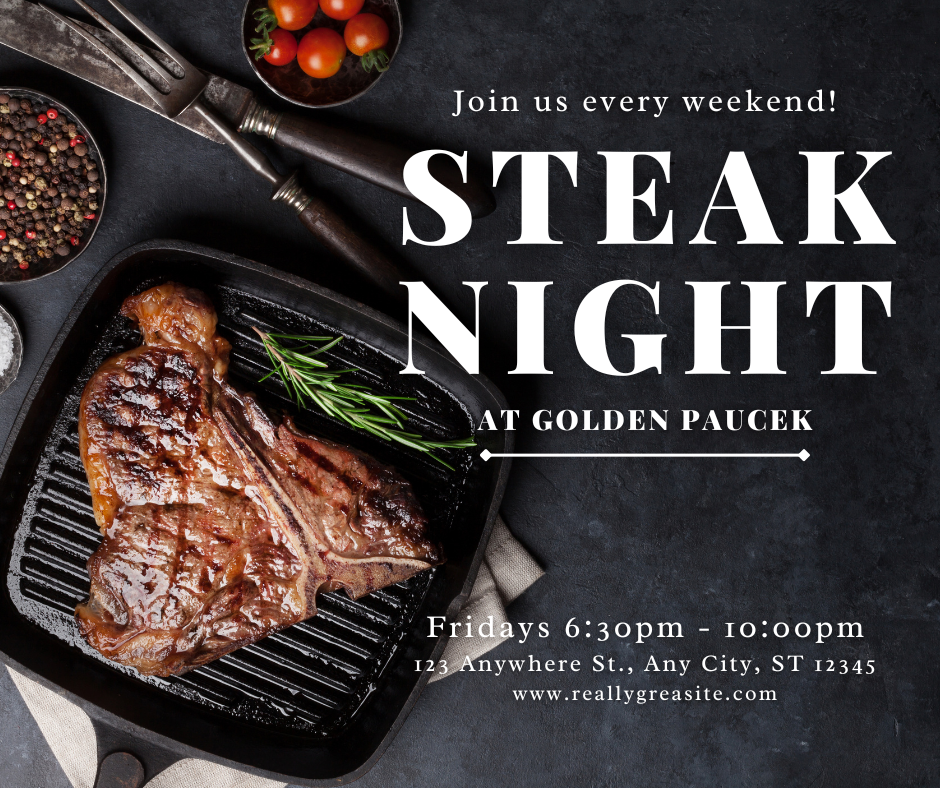 Join us every weekend!
STEAK
NIGHT
AT GOLDEN PAUCEK
Fridays 6:30pm - 10:00pm
123 Anywhere St., Any City, ST 12345
www.reallygreasite.com